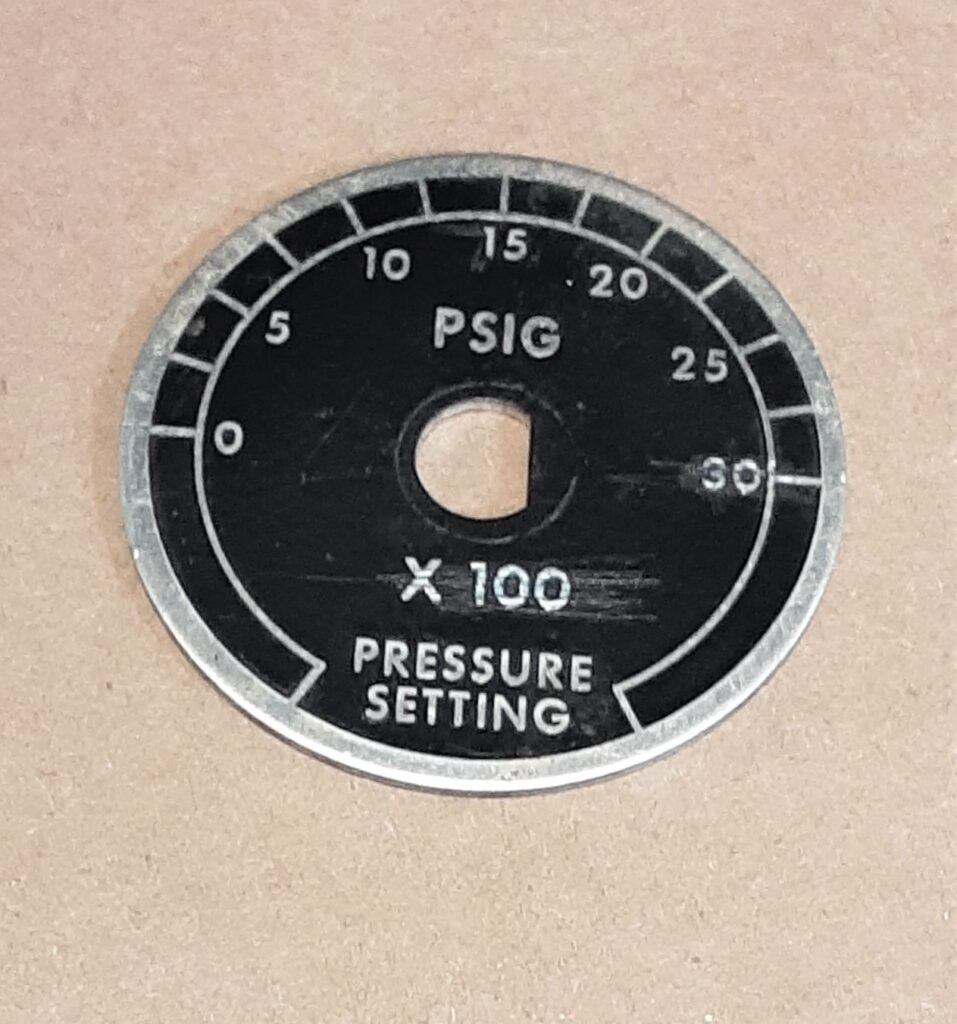 0 5 10 15 20 25 30
PSIG
X 100
PRESSURE
SETTING